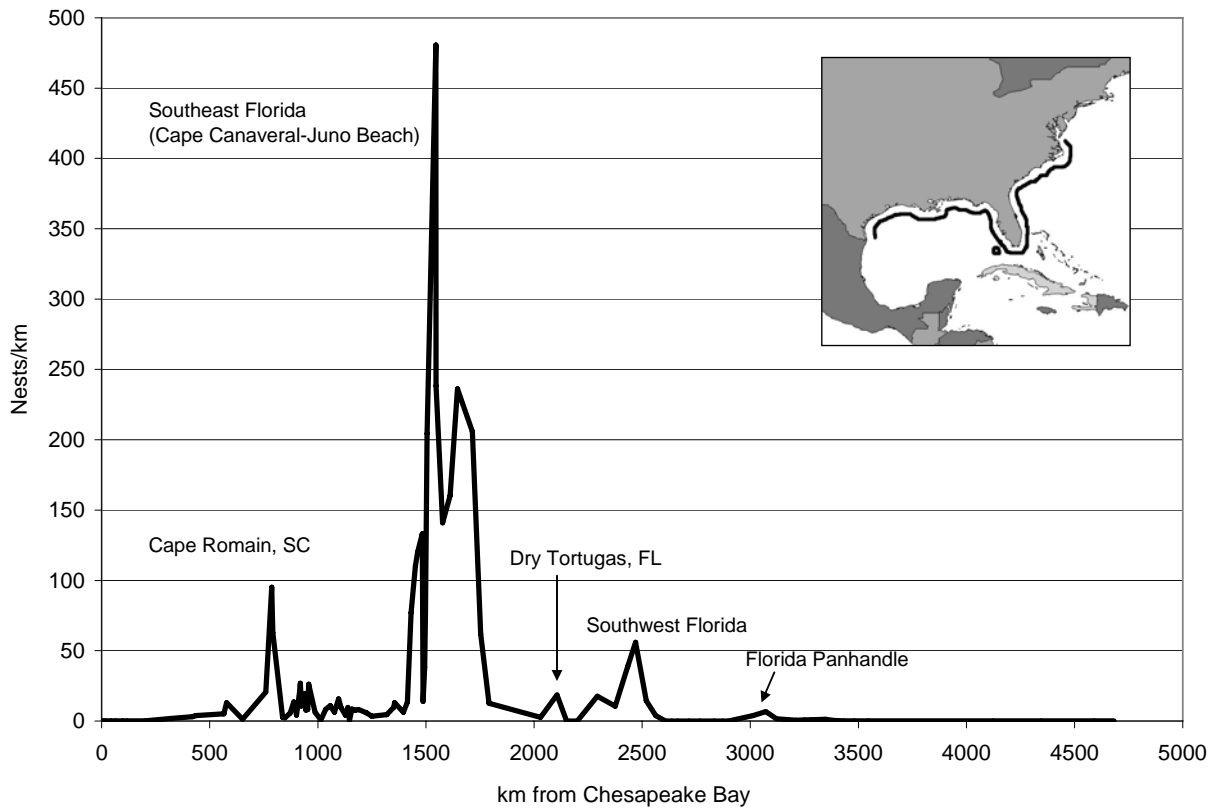 500
450
400
350
300
250
200
150
100
50
0
Nests/km
Southeast Florida
(Cape Canaveral-Juno Beach)
Cape Romain, SC
Dry Tortugas, FL
Southwest Florida
Florida Panhandle
0 500 1000 1500 2000 2500 3000 3500 4000 4500 5000
km from Chesapeake Bay